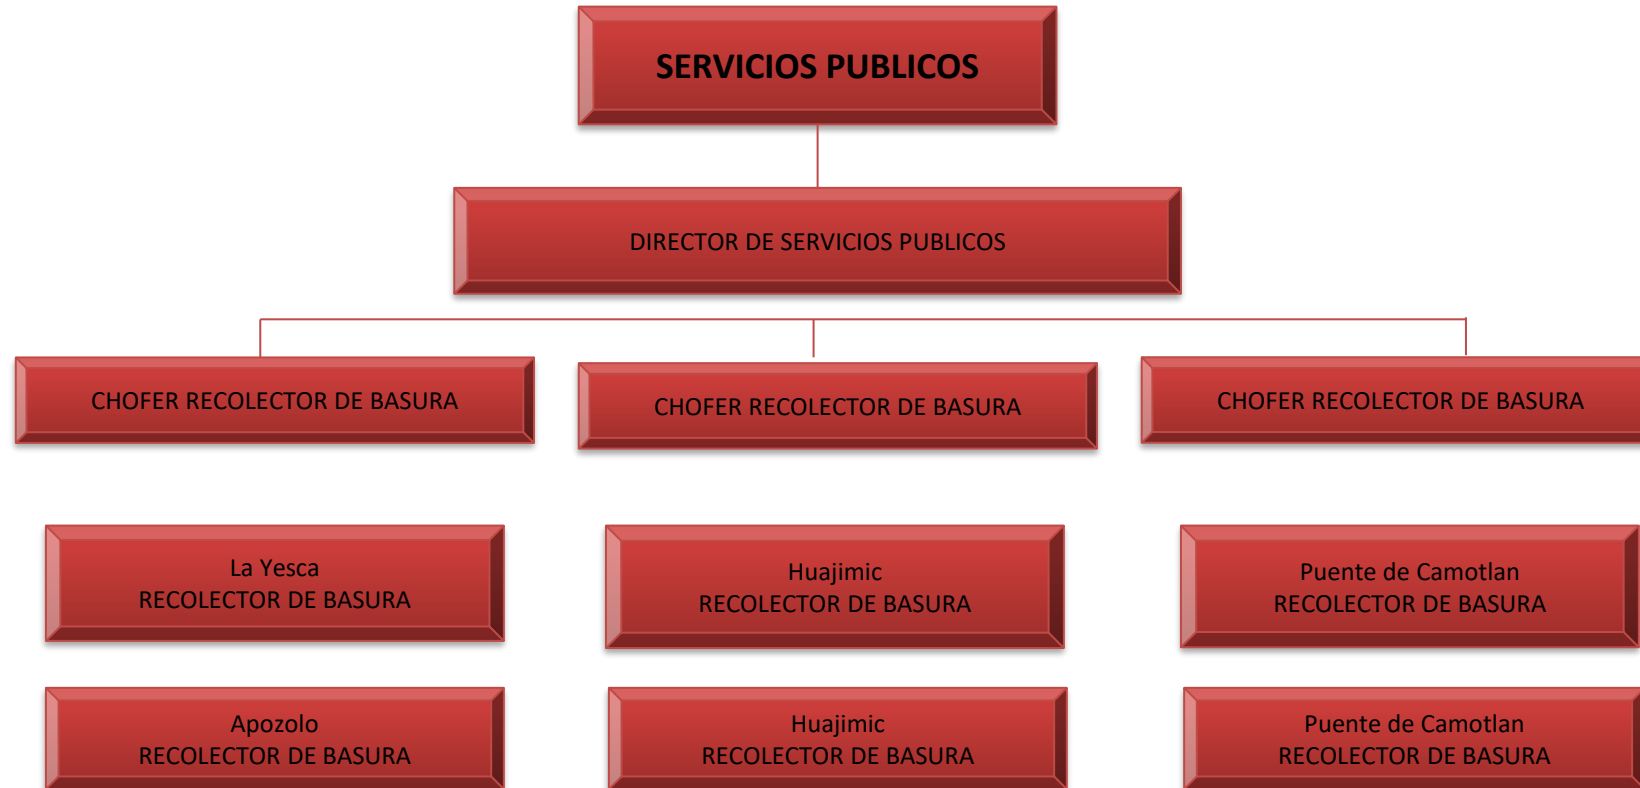 SERVICIOS PUBLICOS
DIRECTOR DE SERVICIOS PUBLICOS
CHOFER RECOLECTOR DE BASURA
CHOFER RECOLECTOR DE BASURA
CHOFER RECOLECTOR DE BASURA
La Yesca
RECOLECTOR DE BASURA
Huajimic
RECOLECTOR DE BASURA
Puente de Camotlan
RECOLECTOR DE BASURA
Apozolo
RECOLECTOR DE BASURA
Huajimic
RECOLECTOR DE BASURA
Puente de Camotlan
RECOLECTOR DE BASURA